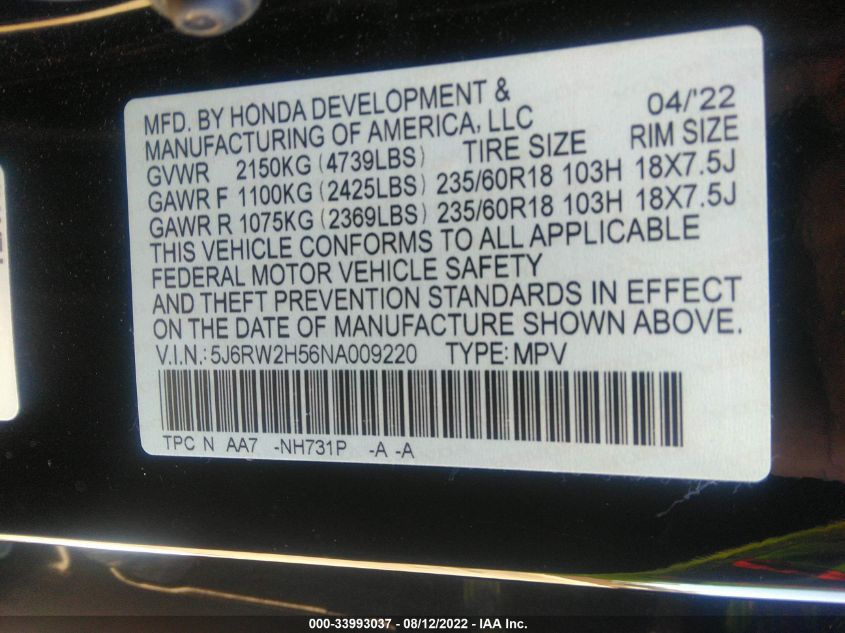 MFD. BY HONDA DEVELOPMENT & 04/'22
MANUFACTURING OF AMERICA, LLC
GVWR 2150KG (4739LBS) TIRE SIZE RIM SIZE
GAWR F 1100KG (2425LBS) 235/60R18 103H 18X7.5J
GAWR R 1075KG (2369LBS) 235/60R18 103H 18X7.5J
THIS VEHICLE CONFORMS TO ALL APPLICABLE
FEDERAL MOTOR VEHICLE SAFETY
AND THEFT PREVENTION STANDARDS IN EFFECT
ON THE DATE OF MANUFACTURE SHOWN ABOVE.
V.I.N.: 5J6RW2H56NA009220 TYPE: MPV
TPC N AA7 -NH731P -A -A
000-33993037 - 08/12/2022 - IAA Inc.